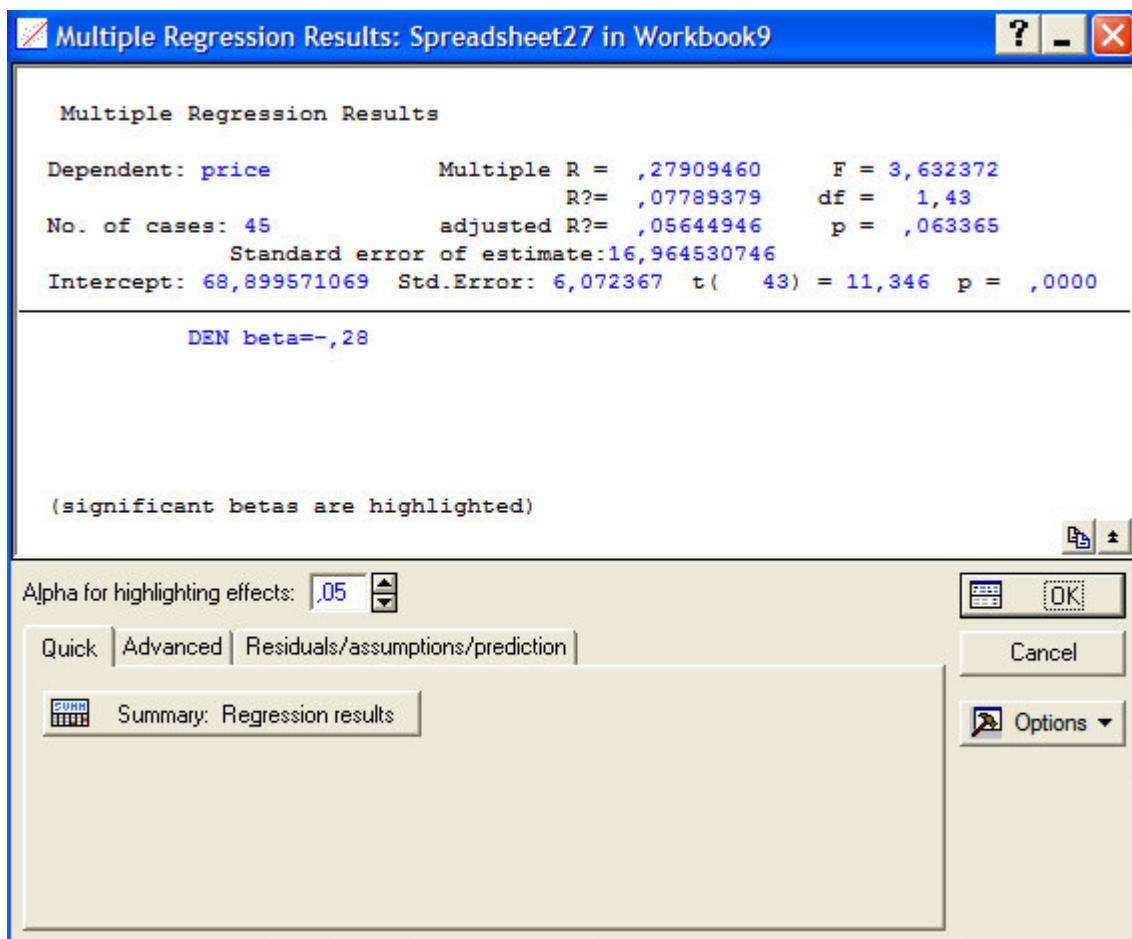 Multiple Regression Results: Spreadsheet27 in Workbook9
Multiple Regression Results
Dependent: price Multiple R = ,27909460 F = 3,632372
R?= ,07789379 df = 1,43
No. of cases: 45 adjusted R?= ,05644946 p = ,063365
Standard error of estimate:16,964530746
Intercept: 68,899571069 Std.Error: 6,072367 t( 43) = 11,346 p = ,0000
DEN beta=-,28
(significant betas are highlighted)
Alpha for highlighting effects: ,05
OK
Quick Advanced Residuals/assumptions/prediction
Cancel
SUMM Summary: Regression results
Options